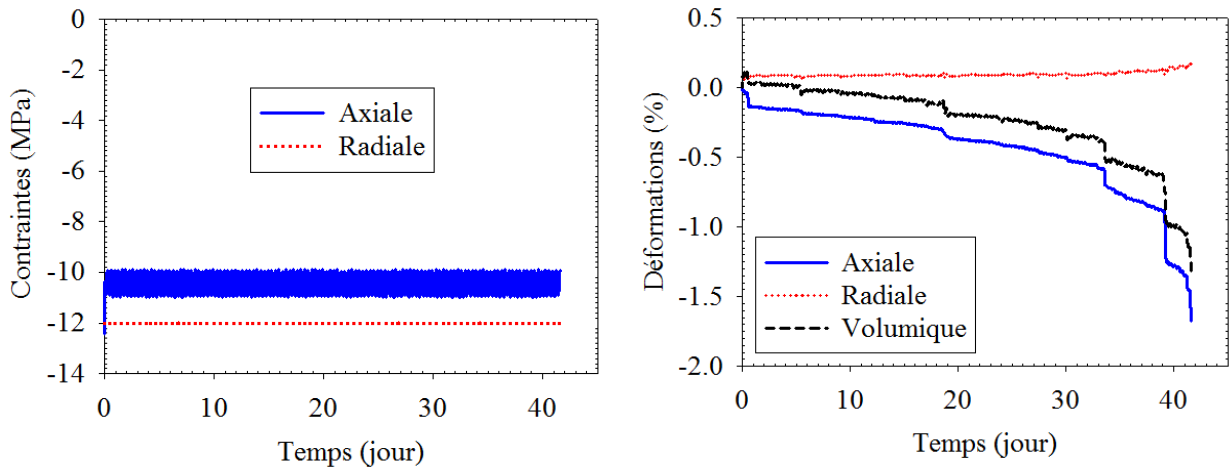 0
-2
-4
-6
-8
-10
-12
-14
Contraintes (MPa)
Axiale
Radiale
0
10
20
30
40
Temps (jour)
0.5
0.0
-0.5
-1.0
-1.5
-2.0
Déformations (%)
Axiale
Radiale
Volumique
0
10
20
30
40
Temps (jour)